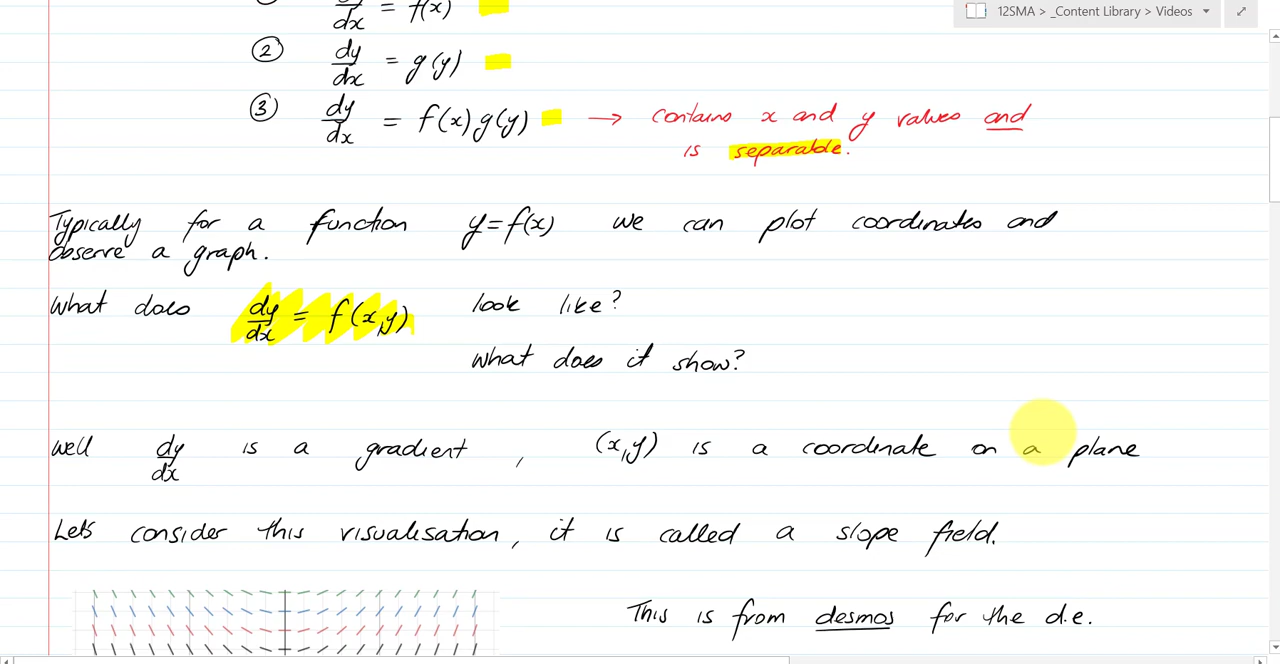 dy/dx = f(x)
12SMA > _Content Library > Videos
② dy/dx = g(y)
③ dy/dx = f(x)g(y) → contains x and y values and
is separable.
Typically for a function y=f(x) we can plot coordinates and
observe a graph.
What does dy/dx = f(x,y) look like?
What does it show?
Well dy/dx is a gradient, (x,y) is a coordinate on a plane
Lets consider this visualisation, it is called a slope field.
This is from desmos for the d.e.